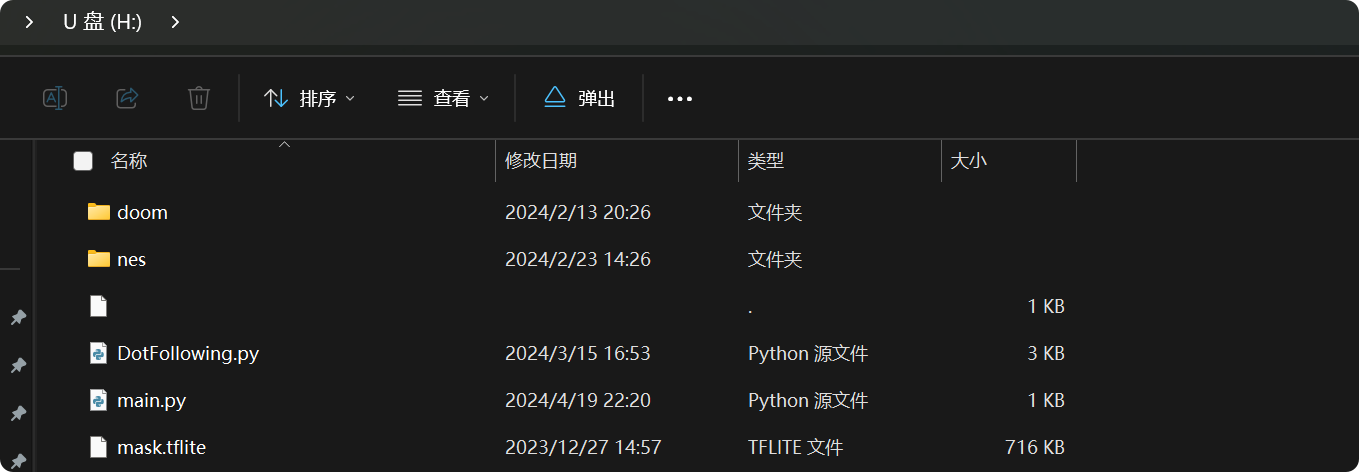 U 盘 (H:)
排序 查看 弹出
名称 修改日期 类型 大小
doom 2024/2/13 20:26 文件夹
nes 2024/2/23 14:26 文件夹
. 1 KB
DotFollowing.py 2024/3/15 16:53 Python 源文件 3 KB
main.py 2024/4/19 22:20 Python 源文件 1 KB
mask.tflite 2023/12/27 14:57 TFLITE 文件 716 KB